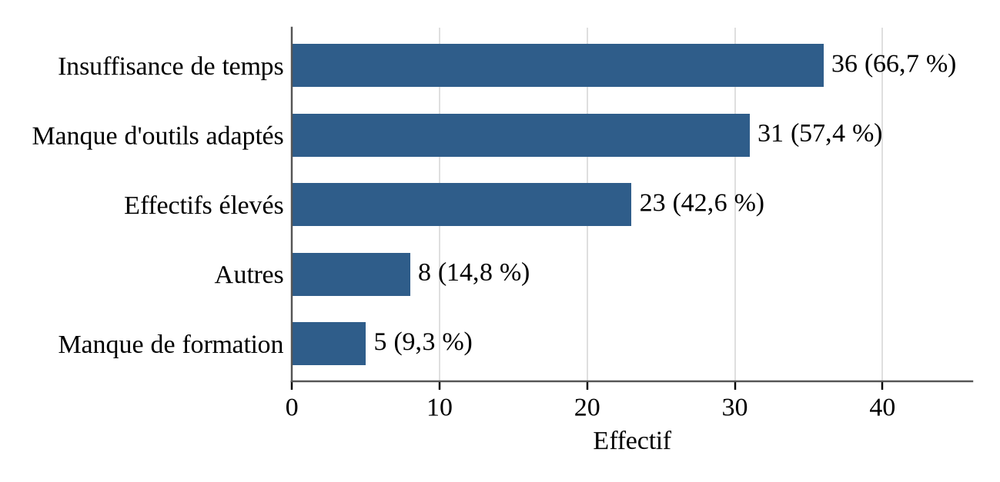 Insuffisance de temps 36 (66,7 %)
Manque d'outils adaptés 31 (57,4 %)
Effectifs élevés 23 (42,6 %)
Autres 8 (14,8 %)
Manque de formation 5 (9,3 %)
0 10 20 30 40
Effectif